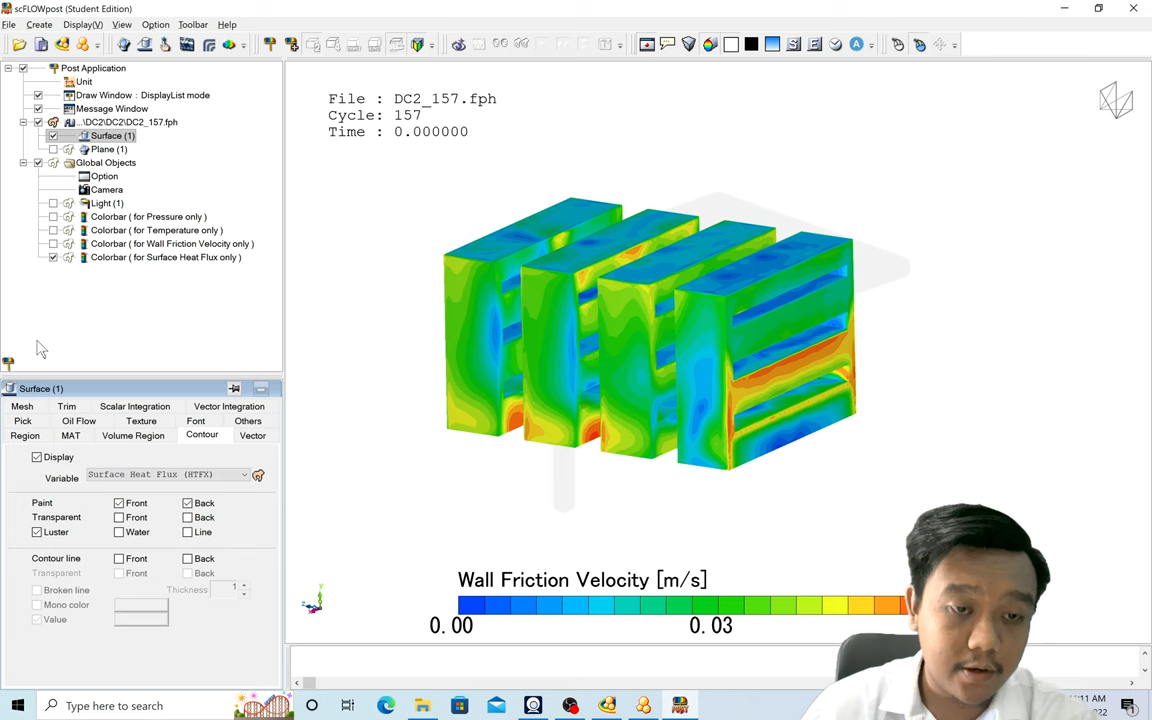 scFLOWpost (Student Edition)
File Create Display(V) View Option Toolbar Help
Post Application
Unit
Draw Window : DisplayList mode
Message Window
...\DC2\DC2\DC2_157.fph
Surface (1)
Plane (1)
Global Objects
Option
Camera
Light (1)
Colorbar ( for Pressure only )
Colorbar ( for Temperature only )
Colorbar ( for Wall Friction Velocity only )
Colorbar ( for Surface Heat Flux only )
File : DC2_157.fph
Cycle: 157
Time : 0.000000
Surface (1)
Mesh Trim Scalar Integration Vector Integration
Pick Oil Flow Texture Font Others
Region MAT Volume Region Contour Vector
Display
Variable Surface Heat Flux (HTFX)
Paint Front Back
Transparent Front Back
Luster Water Line
Contour line Front Back
Transparent Front Back
Broken line Thickness 1
Mono color
Value
Wall Friction Velocity [m/s]
0.00 0.03
Type here to search